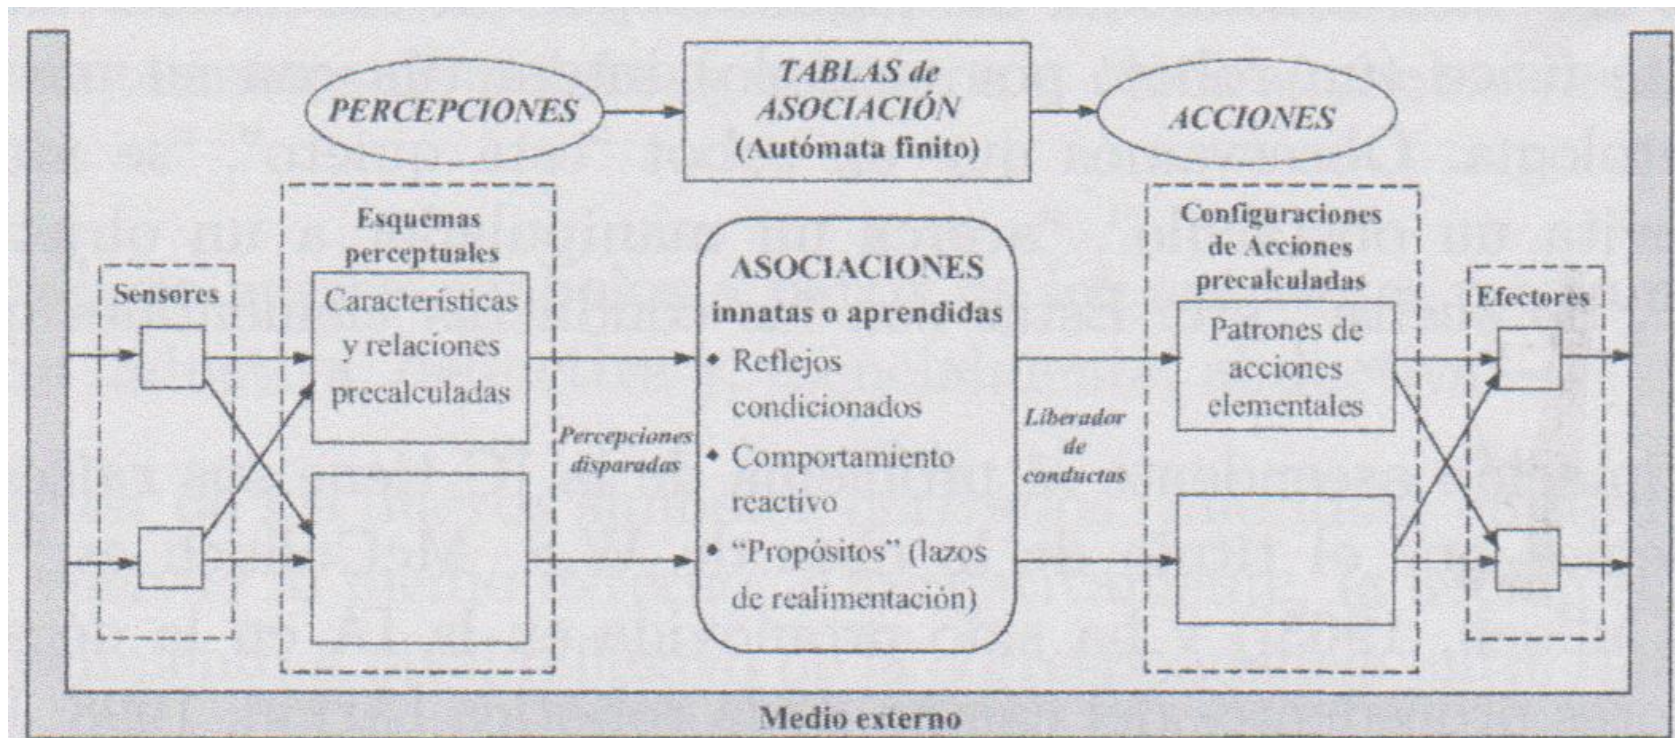 PERCEPCIONES
TABLAS de
ASOCIACIÓN
(Autómata finito)
ACCIONES
Sensores
Esquemas
perceptuales
Características
y relaciones
precalculadas
Percepciones
disparadas
ASOCIACIONES
innatas o aprendidas
• Reflejos
condicionados
• Comportamiento
reactivo
• “Propósitos” (lazos
de realimentación)
Liberador
de
conductas
Configuraciones
de Acciones
precalculadas
Patrones de
acciones
elementales
Efectores
Medio externo